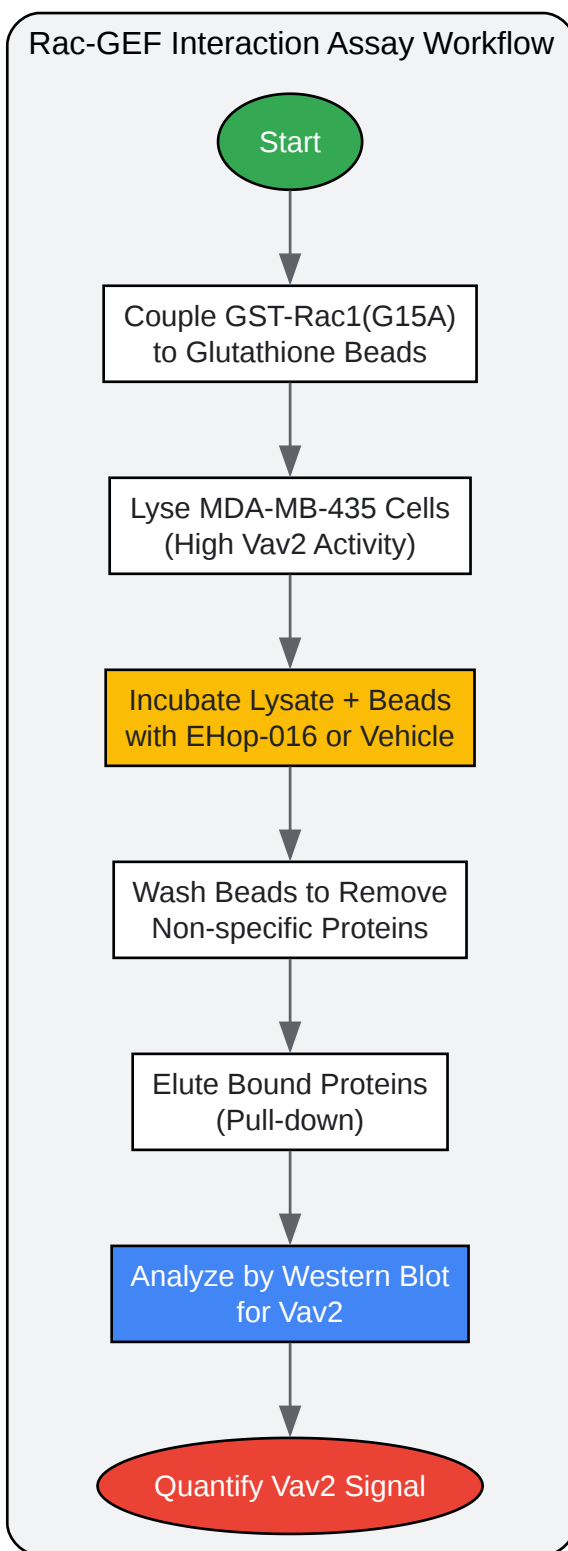 Rac-GEF Interaction Assay Workflow
Start
Couple GST-Rac1(G15A)
to Glutathione Beads
Lyse MDA-MB-435 Cells
(High Vav2 Activity)
Incubate Lysate + Beads
with EHop-016 or Vehicle
Wash Beads to Remove
Non-specific Proteins
Elute Bound Proteins
(Pull-down)
Analyze by Western Blot
for Vav2
Quantify Vav2 Signal